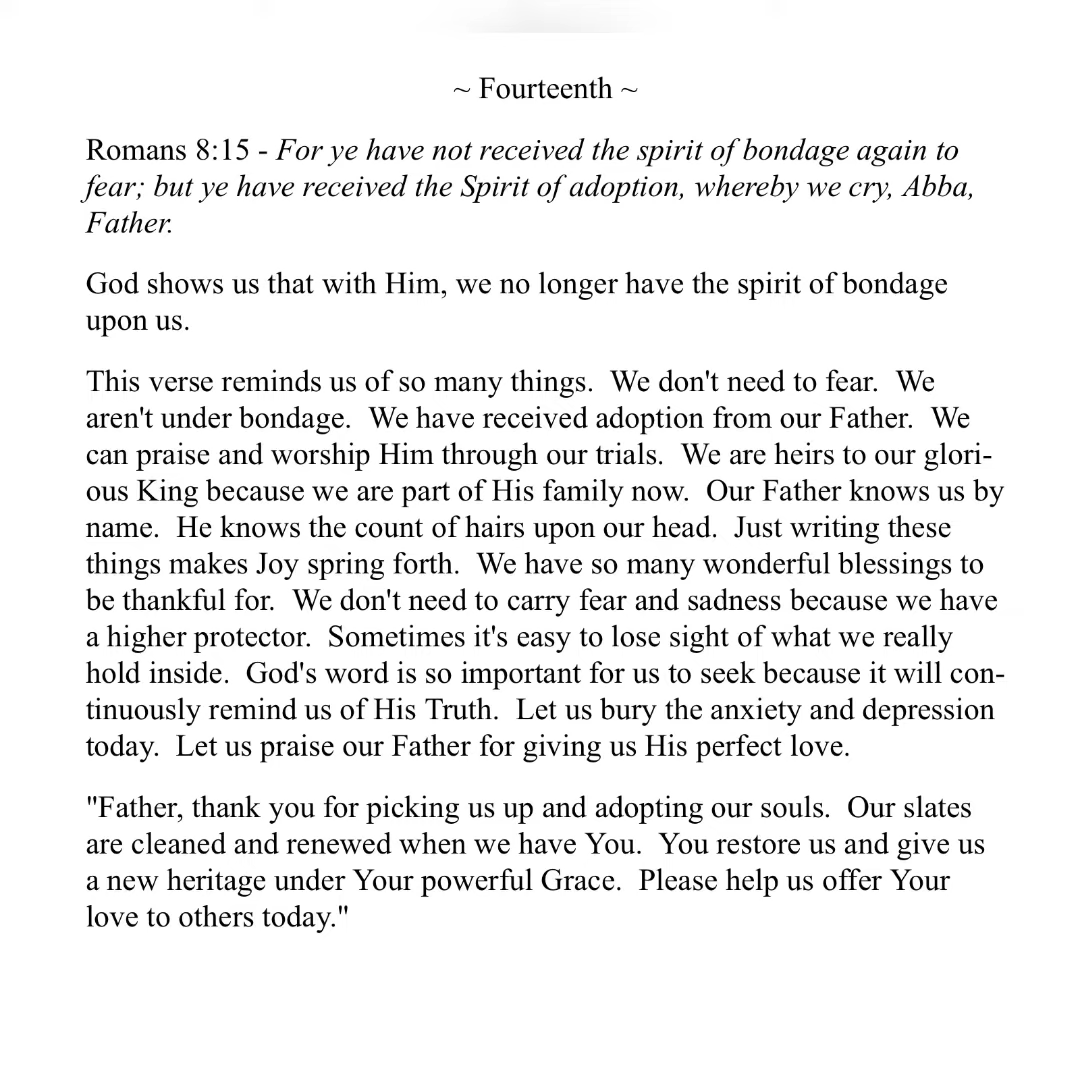 ~ Fourteenth ~
Romans 8:15 - For ye have not received the spirit of bondage again to
fear; but ye have received the Spirit of adoption, whereby we cry, Abba,
Father.
God shows us that with Him, we no longer have the spirit of bondage
upon us.
This verse reminds us of so many things.  We don't need to fear.  We
aren't under bondage.  We have received adoption from our Father.  We
can praise and worship Him through our trials.  We are heirs to our glori-
ous King because we are part of His family now.  Our Father knows us by
name.  He knows the count of hairs upon our head.  Just writing these
things makes Joy spring forth.  We have so many wonderful blessings to
be thankful for.  We don't need to carry fear and sadness because we have
a higher protector.  Sometimes it's easy to lose sight of what we really
hold inside.  God's word is so important for us to seek because it will con-
tinuously remind us of His Truth.  Let us bury the anxiety and depression
today.  Let us praise our Father for giving us His perfect love.
"Father, thank you for picking us up and adopting our souls.  Our slates
are cleaned and renewed when we have You.  You restore us and give us
a new heritage under Your powerful Grace.  Please help us offer Your
love to others today."